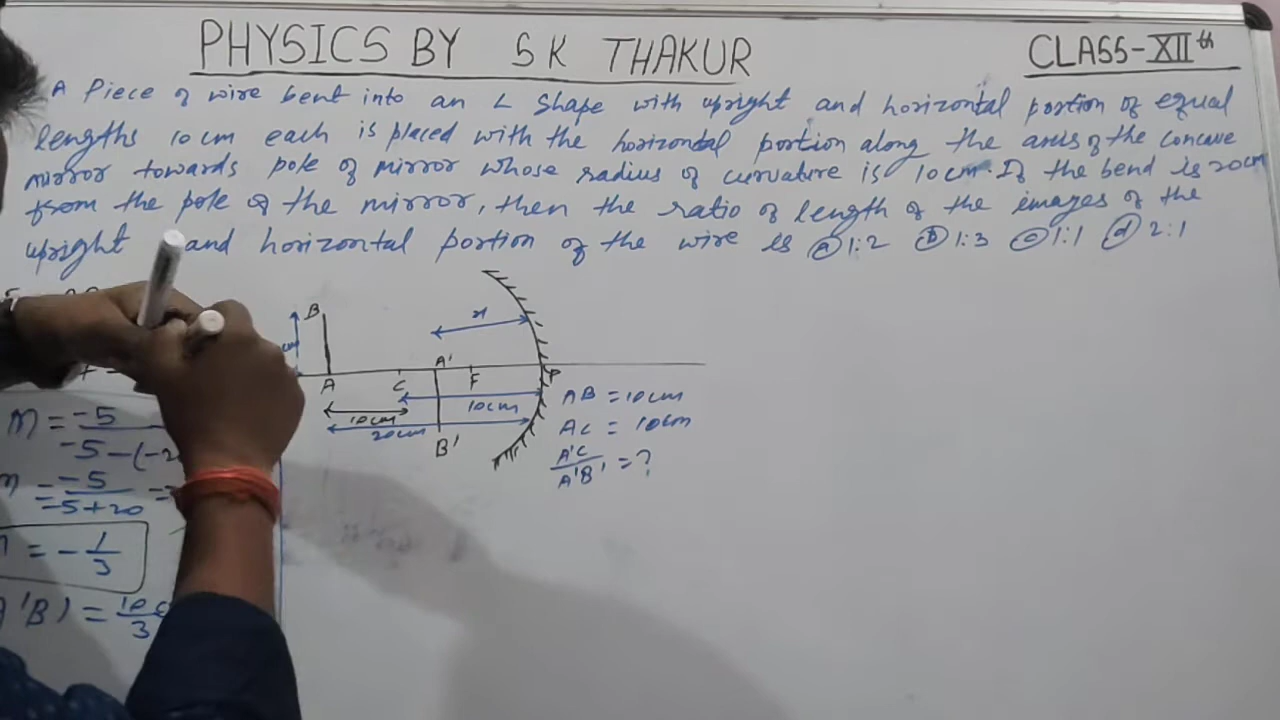 PHYSICS BY SK THAKUR
CLASS-XIIth
A Piece of wire bent into an L Shape with upright and horizontal portion of equal
lengths 10cm each is placed with the horizontal portion along the axis of the concave
mirror towards pole of mirror whose radius of curvature is 10cm. If the bend is 20cm
from the pole of the mirror, then the ratio of length of the images of the
upright and horizontal portion of the wire is (a) 1:2 (b) 1:3 (c) 1:1 (d) 2:1
B
x
A'
A
C
F
P
10cm
10cm
20cm
B'
AB = 10cm
AC = 10cm
A'C / A'B' = ?
m = -5 / -5-(-2
m = -5 / -5+20 =
= -1/3
A'B' = 10c / 3